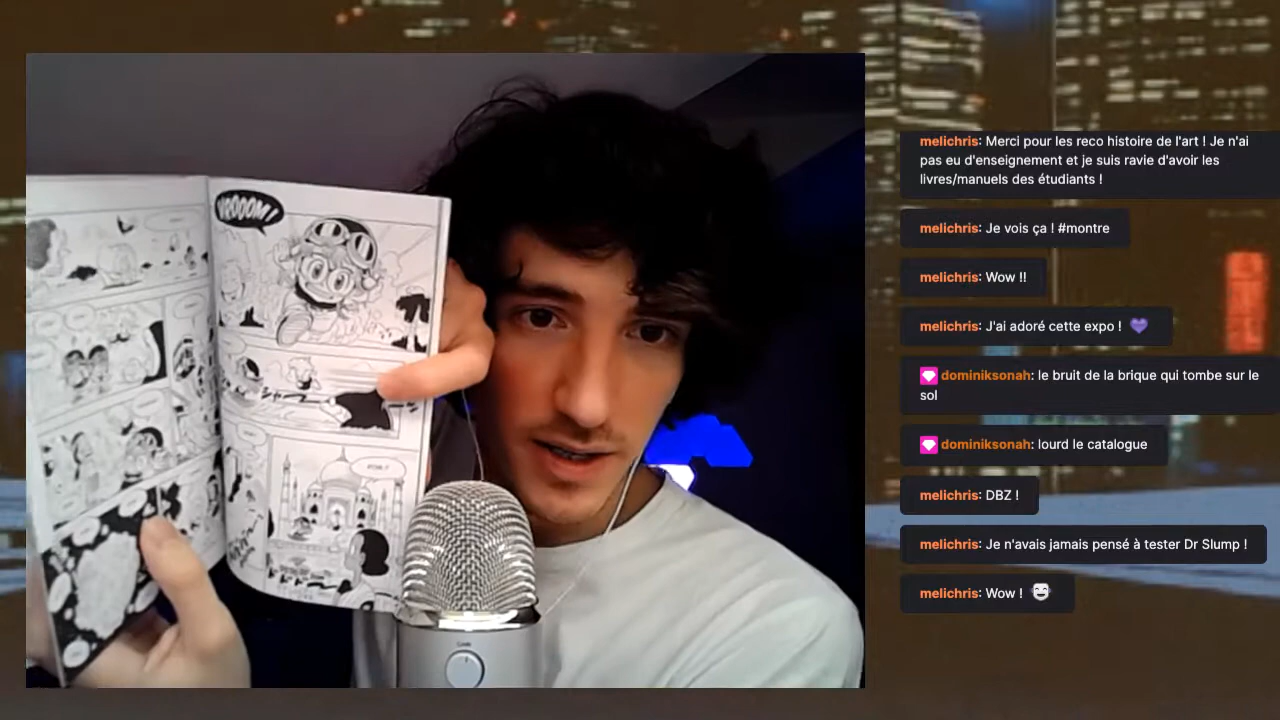 VROOOM !
melichris: Merci pour les reco histoire de l'art ! Je n'ai
pas eu d'enseignement et je suis ravie d'avoir les
livres/manuels des étudiants !
melichris: Je vois ça ! #montre
melichris: Wow !!
melichris: J'ai adoré cette expo !
dominiksonah: le bruit de la brique qui tombe sur le
sol
dominiksonah: lourd le catalogue
melichris: DBZ !
melichris: Je n'avais jamais pensé à tester Dr Slump !
melichris: Wow !